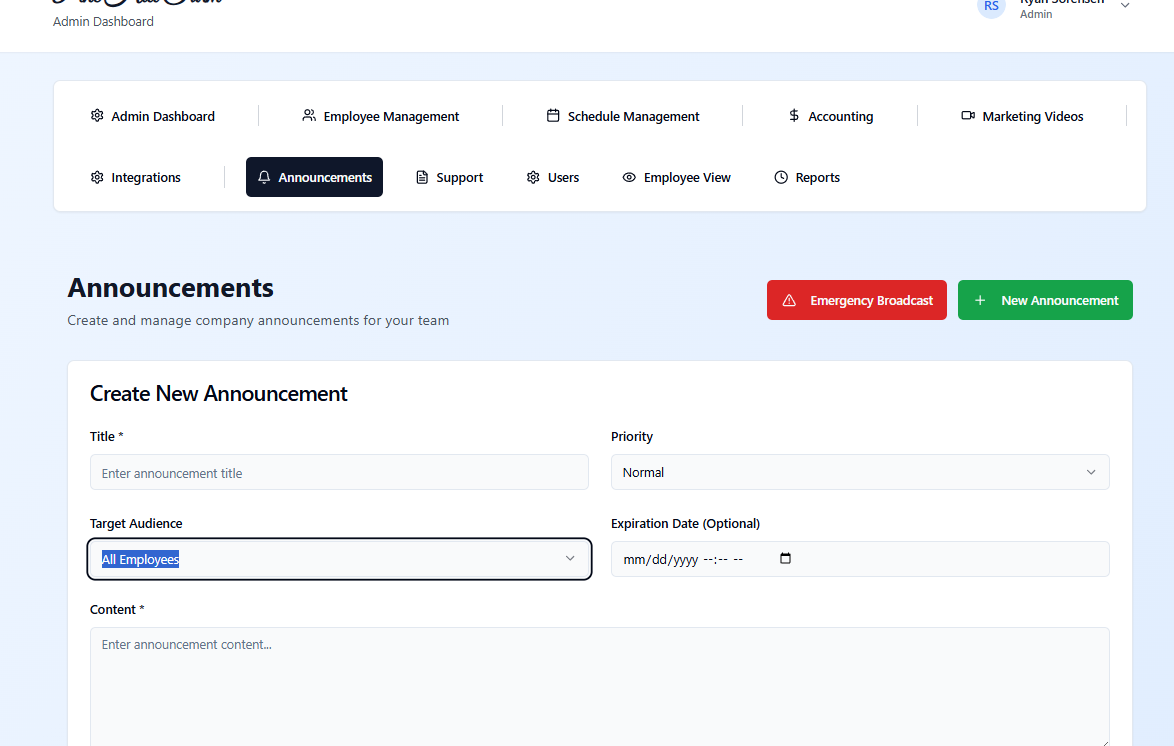 Admin Dashboard
RS
Ryan Sorensen
Admin
Admin Dashboard
Employee Management
Schedule Management
Accounting
Marketing Videos
Integrations
Announcements
Support
Users
Employee View
Reports
Announcements
Create and manage company announcements for your team
Emergency Broadcast
New Announcement
Create New Announcement
Title *
Priority
Enter announcement title
Normal
Target Audience
Expiration Date (Optional)
All Employees
mm/dd/yyyy --:-- --
Content *
Enter announcement content...